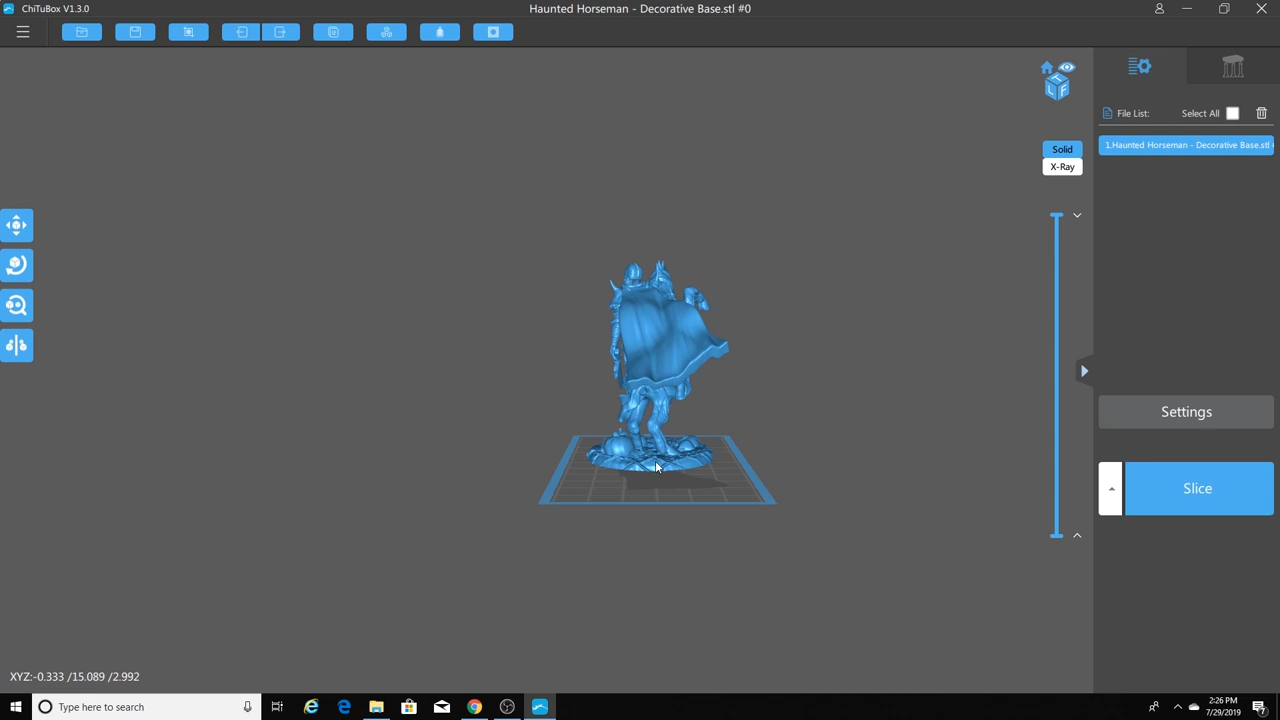 ChiTuBox V1.3.0
Haunted Horseman - Decorative Base.stl #0
T
L F
File List:
Select All
1.Haunted Horseman - Decorative Base.stl
Solid
X-Ray
Settings
Slice
XYZ:-0.333 /15.089 /2.992
Type here to search
2:26 PM
7/29/2019
7